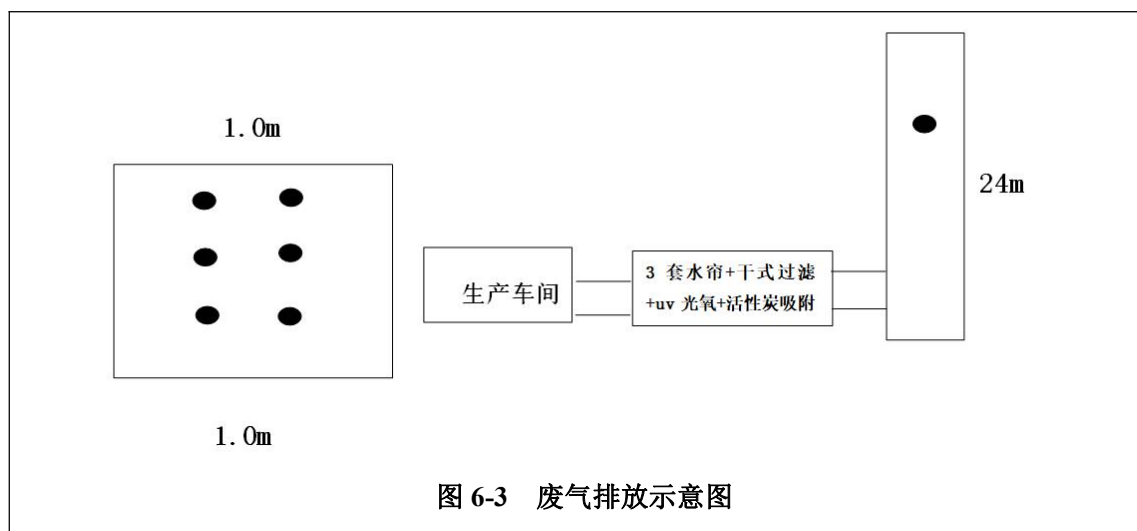 1.0m
24m
生产车间
3 套水帘+干式过滤
+uv 光氧+活性炭吸附
1.0m
图 6-3 废气排放示意图